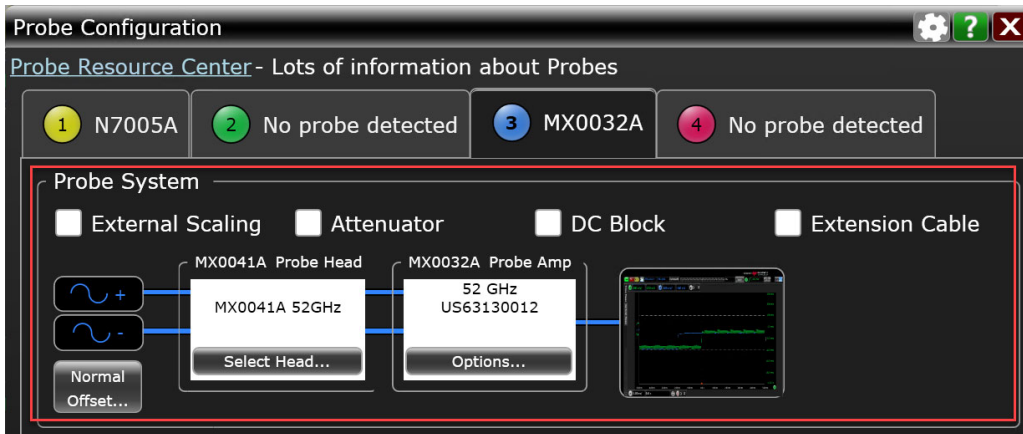 Probe Configuration
?
X
Probe Resource Center - Lots of information about Probes
1 N7005A
2 No probe detected
3 MX0032A
4 No probe detected
Probe System
External Scaling
Attenuator
DC Block
Extension Cable
MX0041A Probe Head
MX0032A Probe Amp
+
MX0041A 52GHz
52 GHz
US63130012
-
Select Head...
Options...
Normal
Offset...